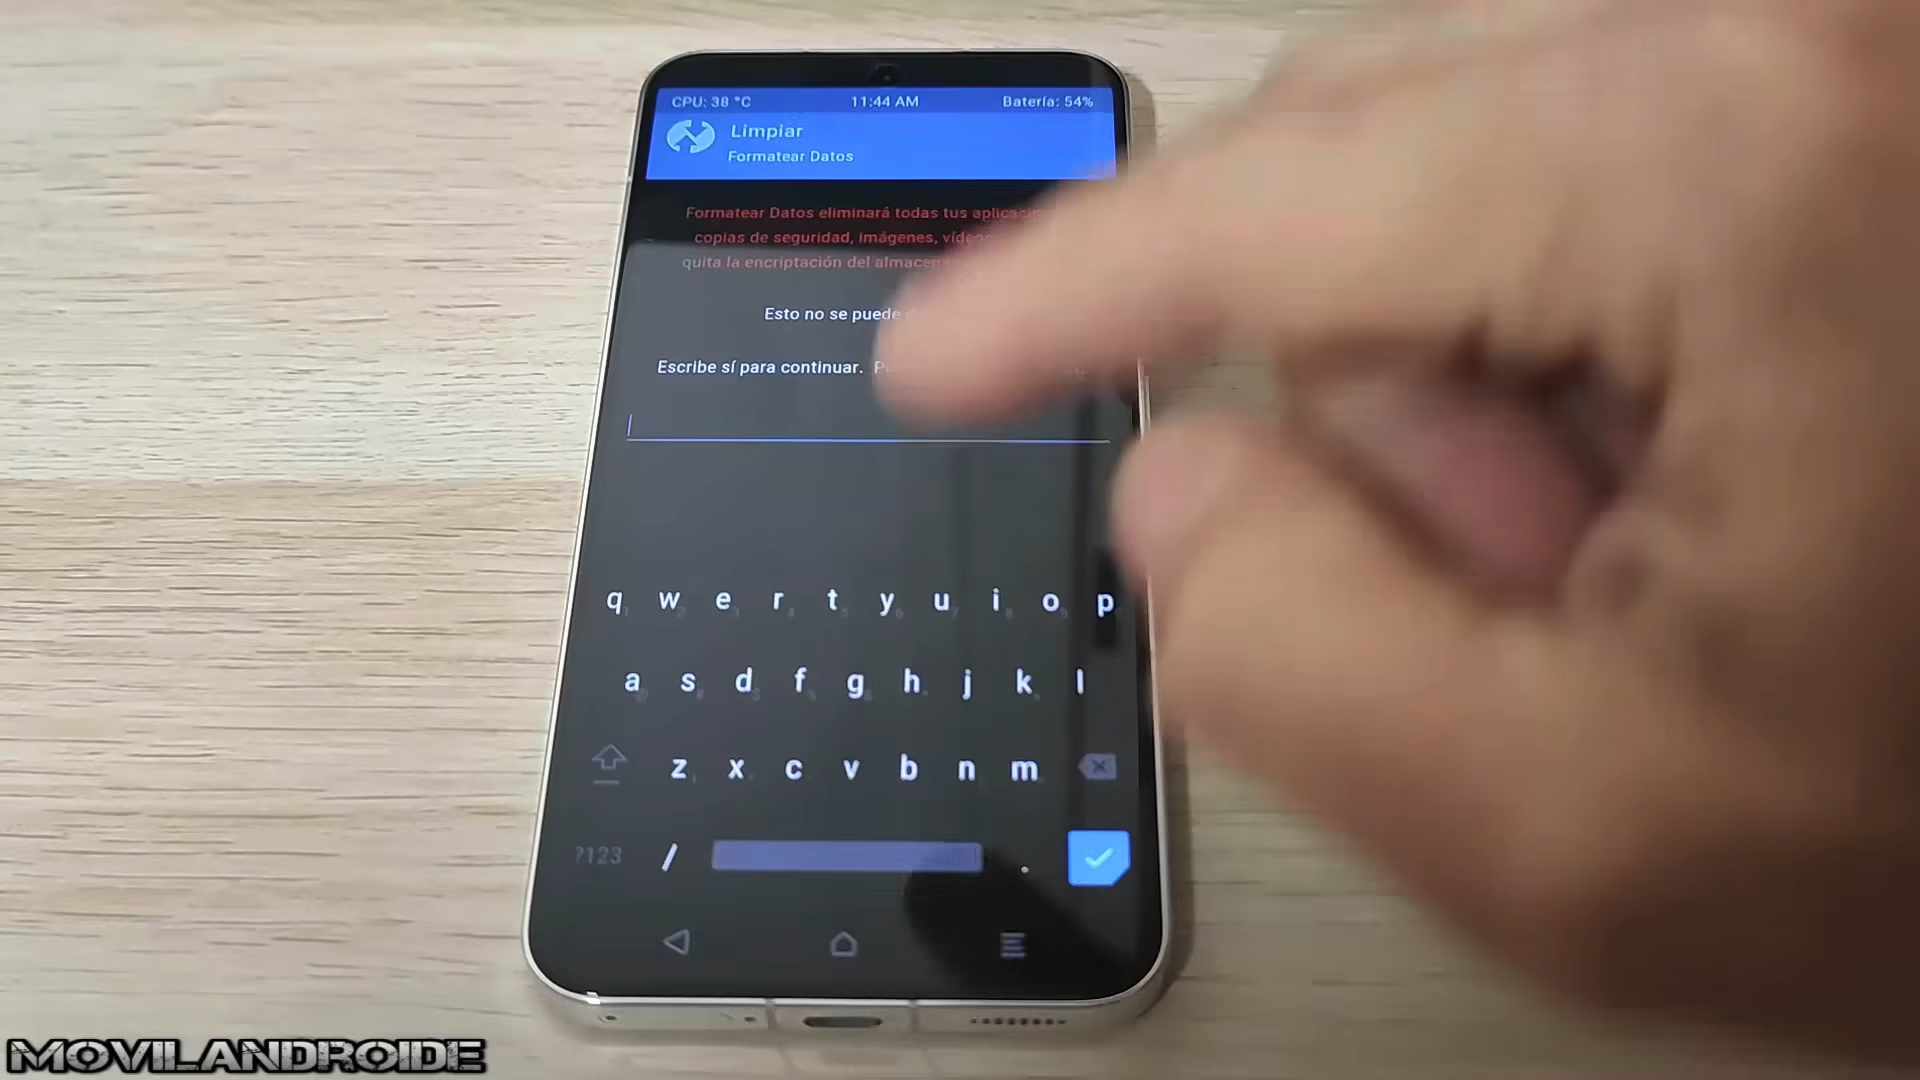 CPU: 38 °C 11:44 AM Batería: 54%
Limpiar
Formatear Datos
Formatear Datos eliminará todas tus
copias de seguridad, imágenes,
quita la encriptación del
Esto no se puede
Escribe sí para continuar.
q w e r t y u i o p
a s d f g h j k l
z x c v b n m
?123 / .
MOVILANDROIDE